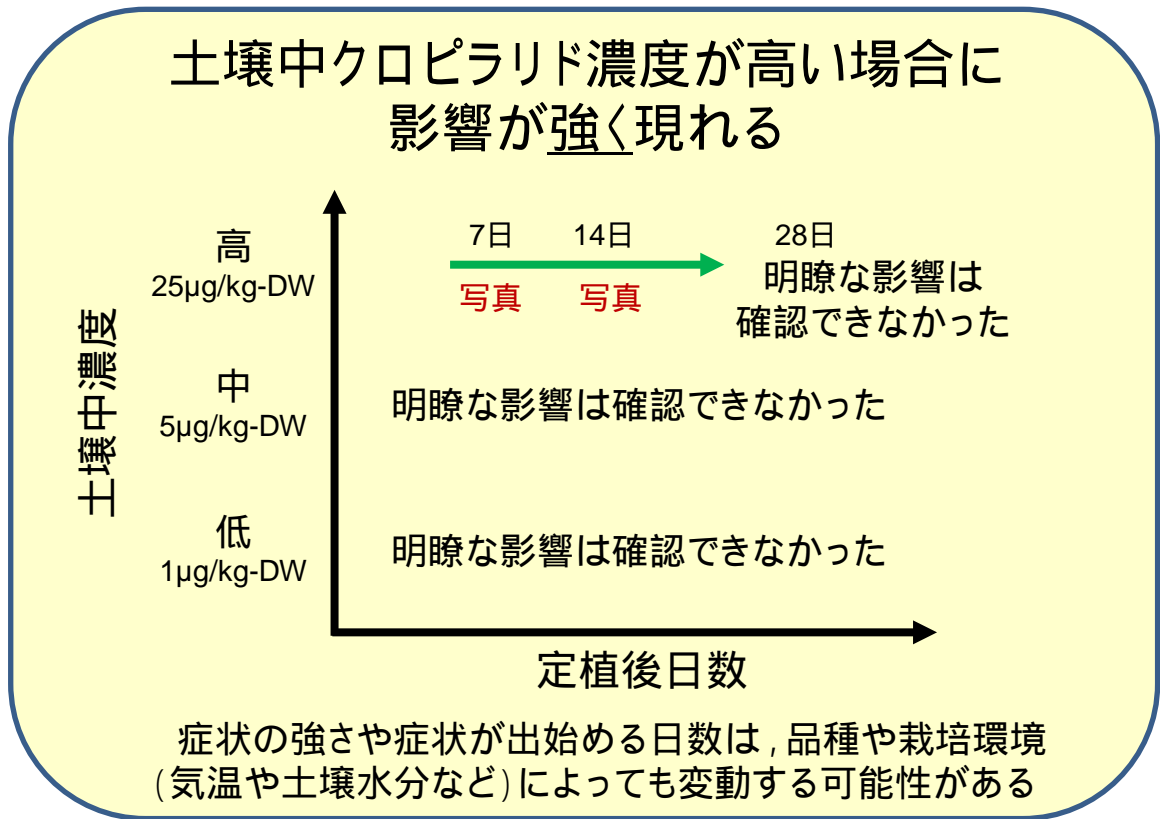 土壌中クロピラリド濃度が高い場合に
影響が強く現れる
土壌中濃度
高
25µg/kg-DW
7日
14日
28日
写真
写真
明瞭な影響は
確認できなかった
中
5µg/kg-DW
明瞭な影響は確認できなかった
低
1µg/kg-DW
明瞭な影響は確認できなかった
定植後日数
症状の強さや症状が出始める日数は,品種や栽培環境
(気温や土壌水分など)によっても変動する可能性がある